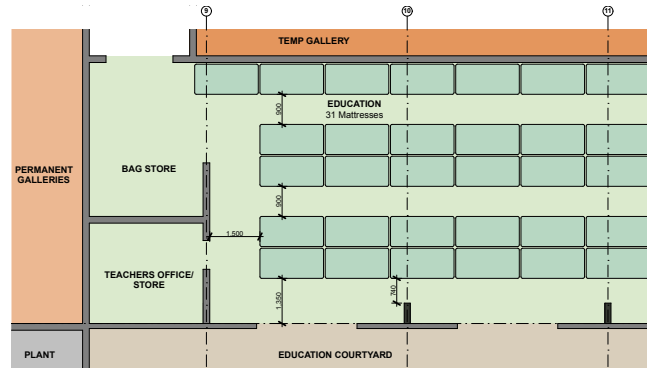 9
10
11
TEMP GALLERY
EDUCATION
31 Mattresses
900
PERMANENT
GALLERIES
BAG STORE
900
1,500
TEACHERS OFFICE/
STORE
1,350
740
PLANT
EDUCATION COURTYARD